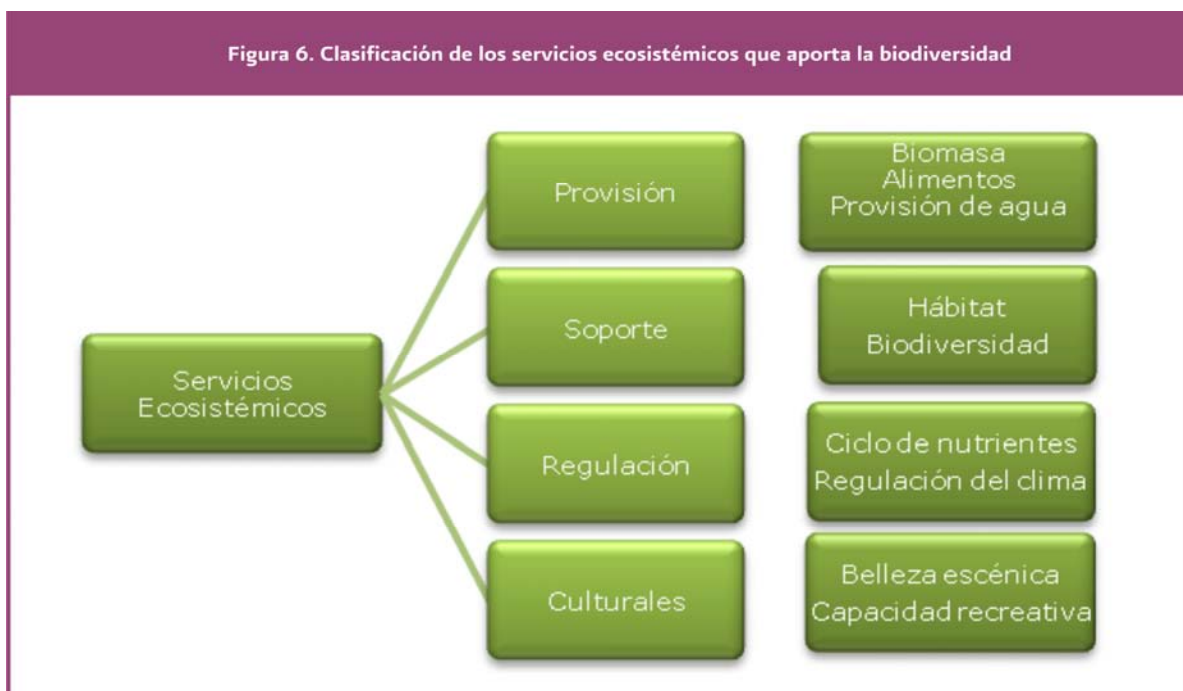 Figura 6. Clasificación de los servicios ecosistémicos que aporta la biodiversidad
Servicios
Ecosistémicos
Provisión
Biomasa
Alimentos
Provisión de agua
Soporte
Hábitat
Biodiversidad
Regulación
Ciclo de nutrientes
Regulación del clima
Culturales
Belleza escénica
Capacidad recreativa